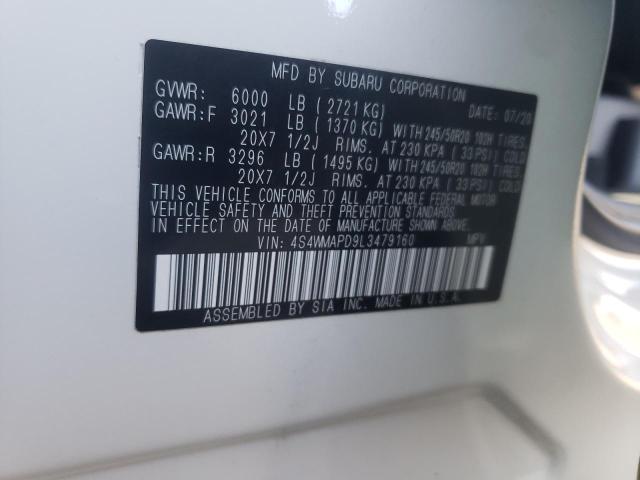 MFD BY SUBARU CORPORATION
GVWR: 6000 LB ( 2721 KG) DATE: 07/20
GAWR:F 3021 LB ( 1370 KG) WITH 245/50R20 102H TIRES,
20X7 1/2J RIMS. AT 230 KPA ( 33 PSI) COLD
GAWR:R 3296 LB ( 1495 KG) WITH 245/50R20 102H TIRES,
20X7 1/2J RIMS. AT 230 KPA ( 33 PSI) COLD
THIS VEHICLE CONFORMS TO ALL APPLICABLE FEDERAL MOTOR
VEHICLE SAFETY AND THEFT PREVENTION STANDARDS
IN EFFECT ON THE DATE OF MANUFACTURE SHOWN ABOVE.
VIN: 4S4WMAPD9L3479160 MPV
ASSEMBLED BY SIA INC. MADE IN U.S.A.